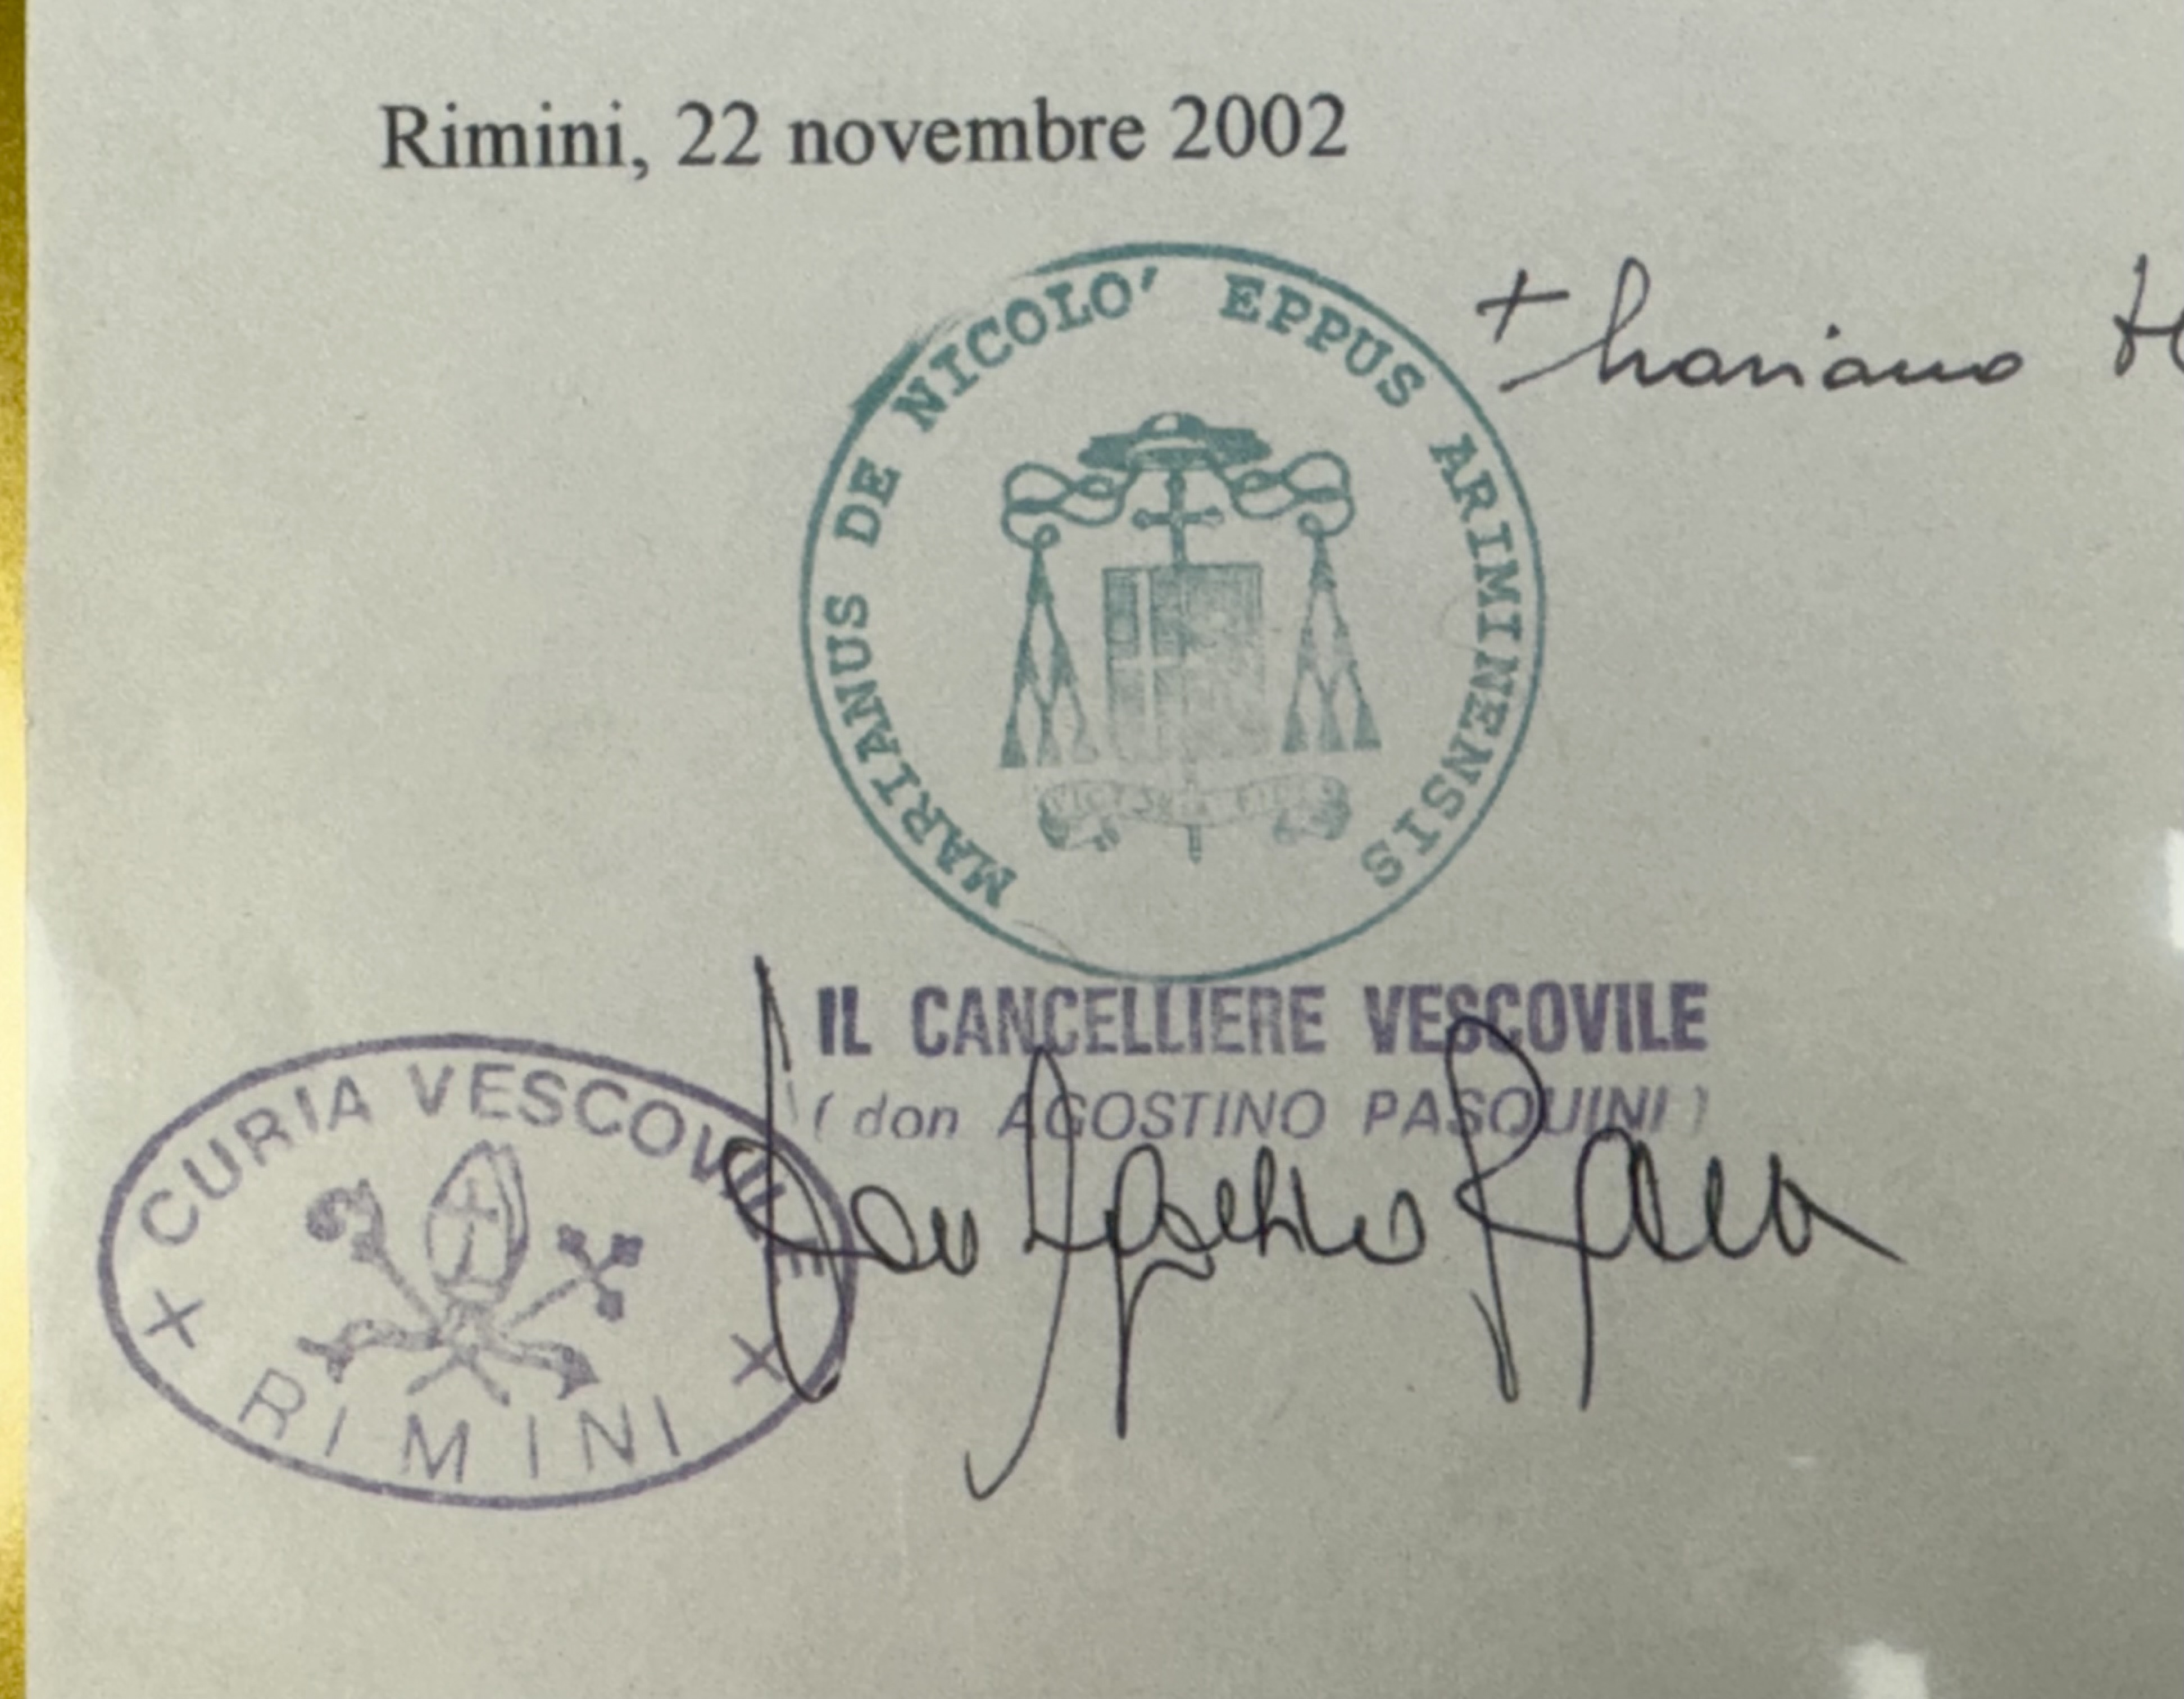 Rimini, 22 novembre 2002
MARIANUS DE NICOLO' EPPUS ARIMINENSIS
+ Mariano
IL CANCELLIERE VESCOVILE
(don AGOSTINO PASQUINI)
CURIA VESCOVILE
RIMINI